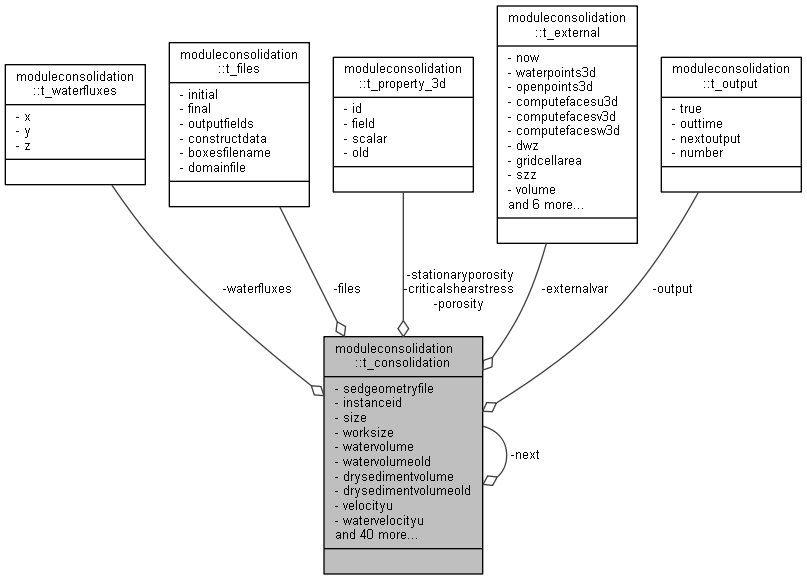 moduleconsolidation
::t_waterfluxes
- x
- y
- z
moduleconsolidation
::t_files
- initial
- final
- outputfields
- constructdata
- boxesfilename
- domainfile
moduleconsolidation
::t_property_3d
- id
- field
- scalar
- old
moduleconsolidation
::t_external
- now
- waterpoints3d
- openpoints3d
- computefacesu3d
- computefacesv3d
- computefacesw3d
- dwz
- gridcellarea
- szz
- volume
and 6 more...
moduleconsolidation
::t_output
- true
- outtime
- nextoutput
- number
-waterfluxes
-files
-stationaryporosity
-criticalshearstress
-porosity
-externalvar
-output
moduleconsolidation
::t_consolidation
- sedgeometryfile
- instanceid
- size
- worksize
- watervolume
- watervolumeold
- drysedimentvolume
- drysedimentvolumeold
- velocityu
- watervelocityu
and 40 more...
-next